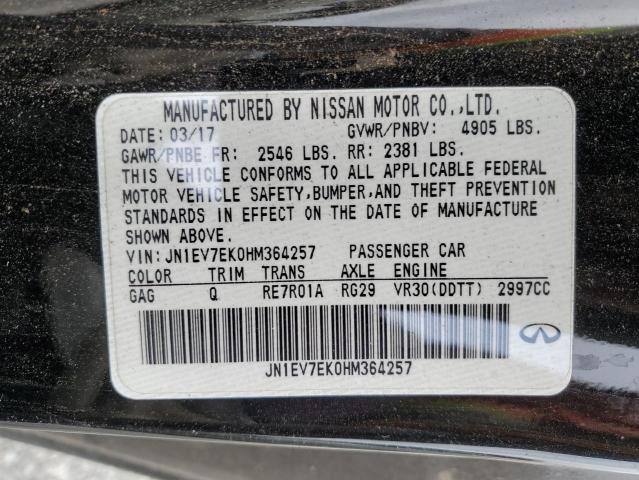 MANUFACTURED BY NISSAN MOTOR CO.,LTD.
DATE: 03/17 GVWR/PNBV: 4905 LBS.
GAWR/PNBE FR: 2546 LBS. RR: 2381 LBS.
THIS VEHICLE CONFORMS TO ALL APPLICABLE FEDERAL
MOTOR VEHICLE SAFETY,BUMPER,AND THEFT PREVENTION
STANDARDS IN EFFECT ON THE DATE OF MANUFACTURE
SHOWN ABOVE.
VIN: JN1EV7EK0HM364257 PASSENGER CAR
COLOR TRIM TRANS AXLE ENGINE
GAG Q RE7R01A RG29 VR30(DDTT) 2997CC
JN1EV7EK0HM364257